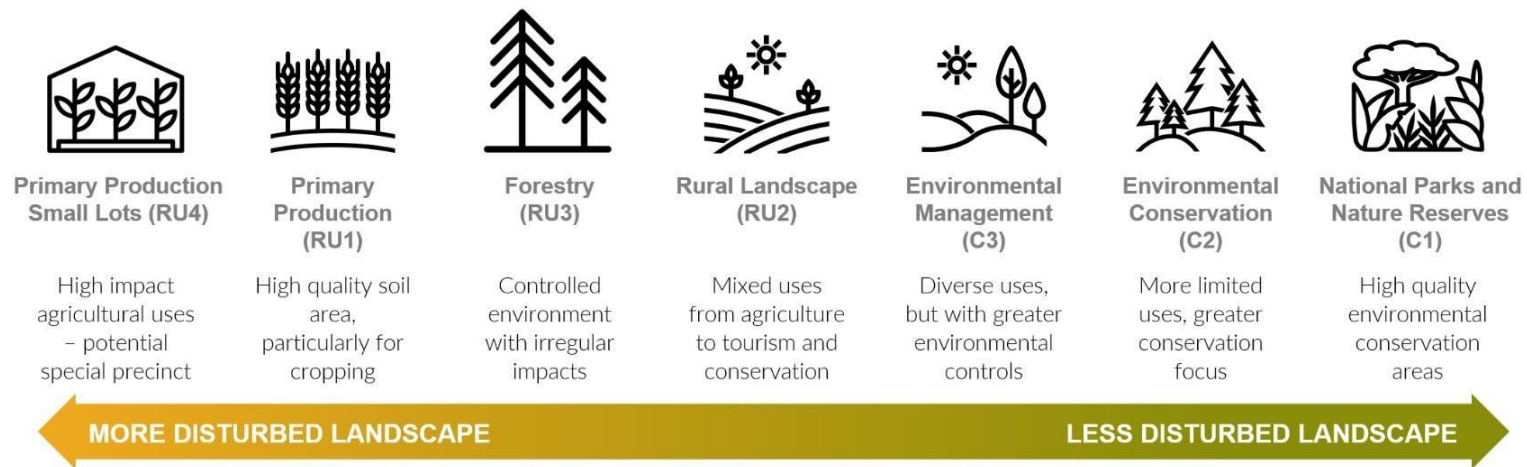 Primary Production
Small Lots (RU4)
High impact
agricultural uses
– potential
special precinct
Primary
Production
(RU1)
High quality soil
area,
particularly for
cropping
Forestry
(RU3)
Controlled
environment
with irregular
impacts
Rural Landscape
(RU2)
Mixed uses
from agriculture
to tourism and
conservation
Environmental
Management
(C3)
Diverse uses,
but with greater
environmental
controls
Environmental
Conservation
(C2)
More limited
uses, greater
conservation
focus
National Parks and
Nature Reserves
(C1)
High quality
environmental
conservation
areas
MORE DISTURBED LANDSCAPE
LESS DISTURBED LANDSCAPE